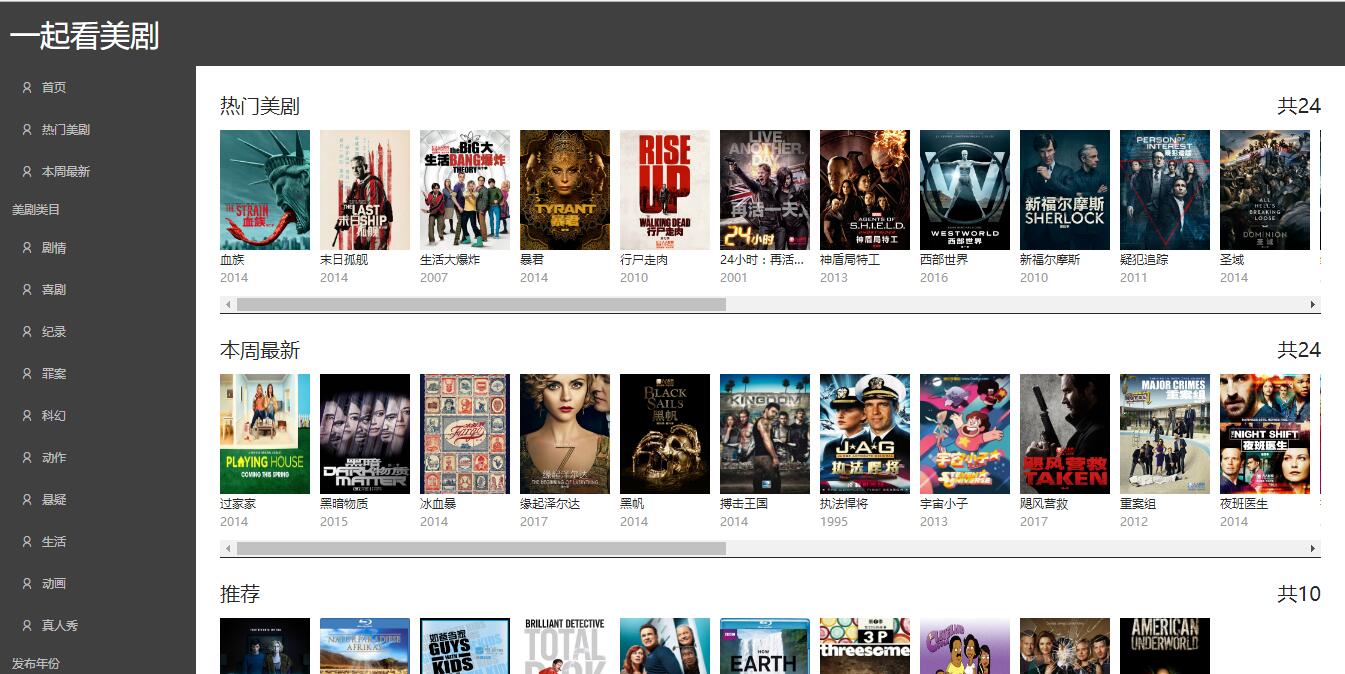 一起看美剧
首页
热门美剧
本周最新
美剧类目
剧情
喜剧
纪录
罪案
科幻
动作
悬疑
生活
动画
真人秀
发布年份
热门美剧 共24
THE STRAIN
血族
THE LAST SHIP
末日孤舰
the BiG BANG THEORY
生活大爆炸
TYRANT
暴君
RISE UP
WALKING DEAD
行尸走肉
LIVE ANOTHER DAY
再活一天
24小时
AGENTS OF S.H.I.E.L.D.
神盾局特工
WESTWORLD
西部世界
新福尔摩斯
SHERLOCK
PERSON OF INTEREST
疑犯追踪
ALL HELL'S BREAKING LOOSE
DOMINION
圣域
血族 末日孤舰 生活大爆炸 暴君 行尸走肉 24小时：再活... 神盾局特工 西部世界 新福尔摩斯 疑犯追踪 圣域
2014 2014 2007 2014 2010 2001 2013 2016 2010 2011 2014
本周最新 共24
PLAYING HOUSE
COMING THIS SPRING
黑暗物质
DARK MATTER
FARGO
缘起泽尔达
THE BEGINNING OF EVERYTHING
BLACK SAILS
黑帆
KINGDOM
J·A·G
执法悍将
宇宙小子
飓风营救
TAKEN
MAJOR CRIMES
重案组
NIGHT SHIFT
夜班医生
过家家 黑暗物质 冰血暴 缘起泽尔达 黑帆 搏击王国 执法悍将 宇宙小子 飓风营救 重案组 夜班医生
2014 2015 2014 2017 2014 2014 1995 2013 2017 2012 2014
推荐 共10
GUYS WITH KIDS
BRILLIANT DETECTIVE
TOTAL
HOW EARTH
3P
threesome
AMERICAN UNDERWORLD